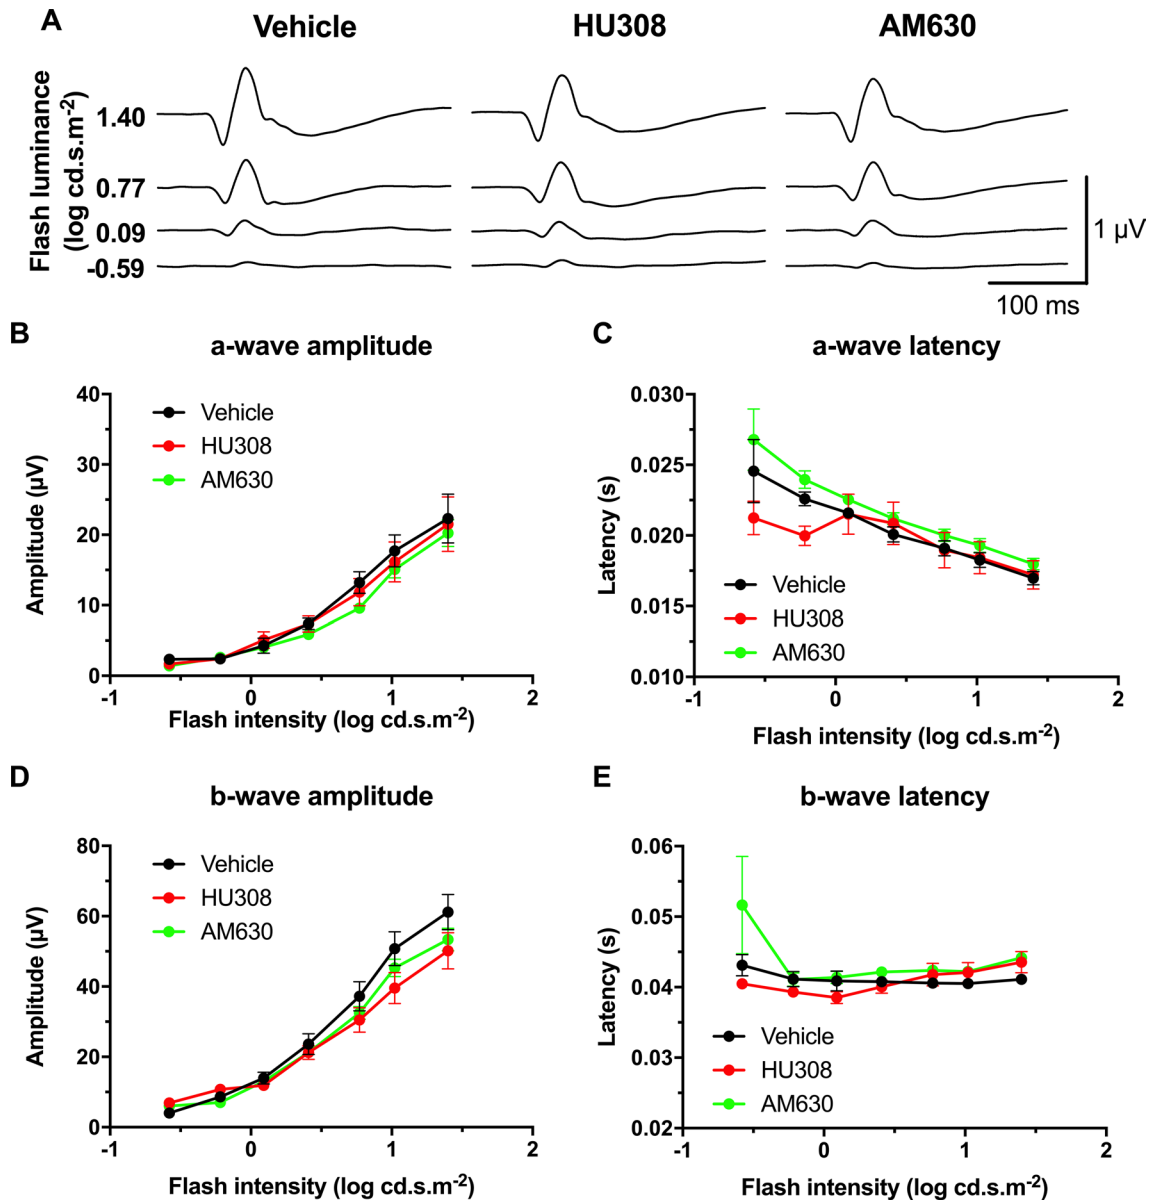 A
Vehicle
HU308
AM630
Flash luminance
(log cd.s.m-2)
1.40
0.77
0.09
-0.59
1 µV
100 ms
B
a-wave amplitude
Amplitude (µV)
40
30
20
10
0
-1
0
1
2
Vehicle
HU308
AM630
Flash intensity (log cd.s.m-2)
C
a-wave latency
Latency (s)
0.030
0.025
0.020
0.015
0.010
-1
0
1
2
Vehicle
HU308
AM630
Flash intensity (log cd.s.m-2)
D
b-wave amplitude
Amplitude (µV)
80
60
40
20
0
-1
0
1
2
Vehicle
HU308
AM630
Flash intensity (log cd.s.m-2)
E
b-wave latency
Latency (s)
0.06
0.05
0.04
0.03
0.02
-1
0
1
2
Vehicle
HU308
AM630
Flash intensity (log cd.s.m-2)